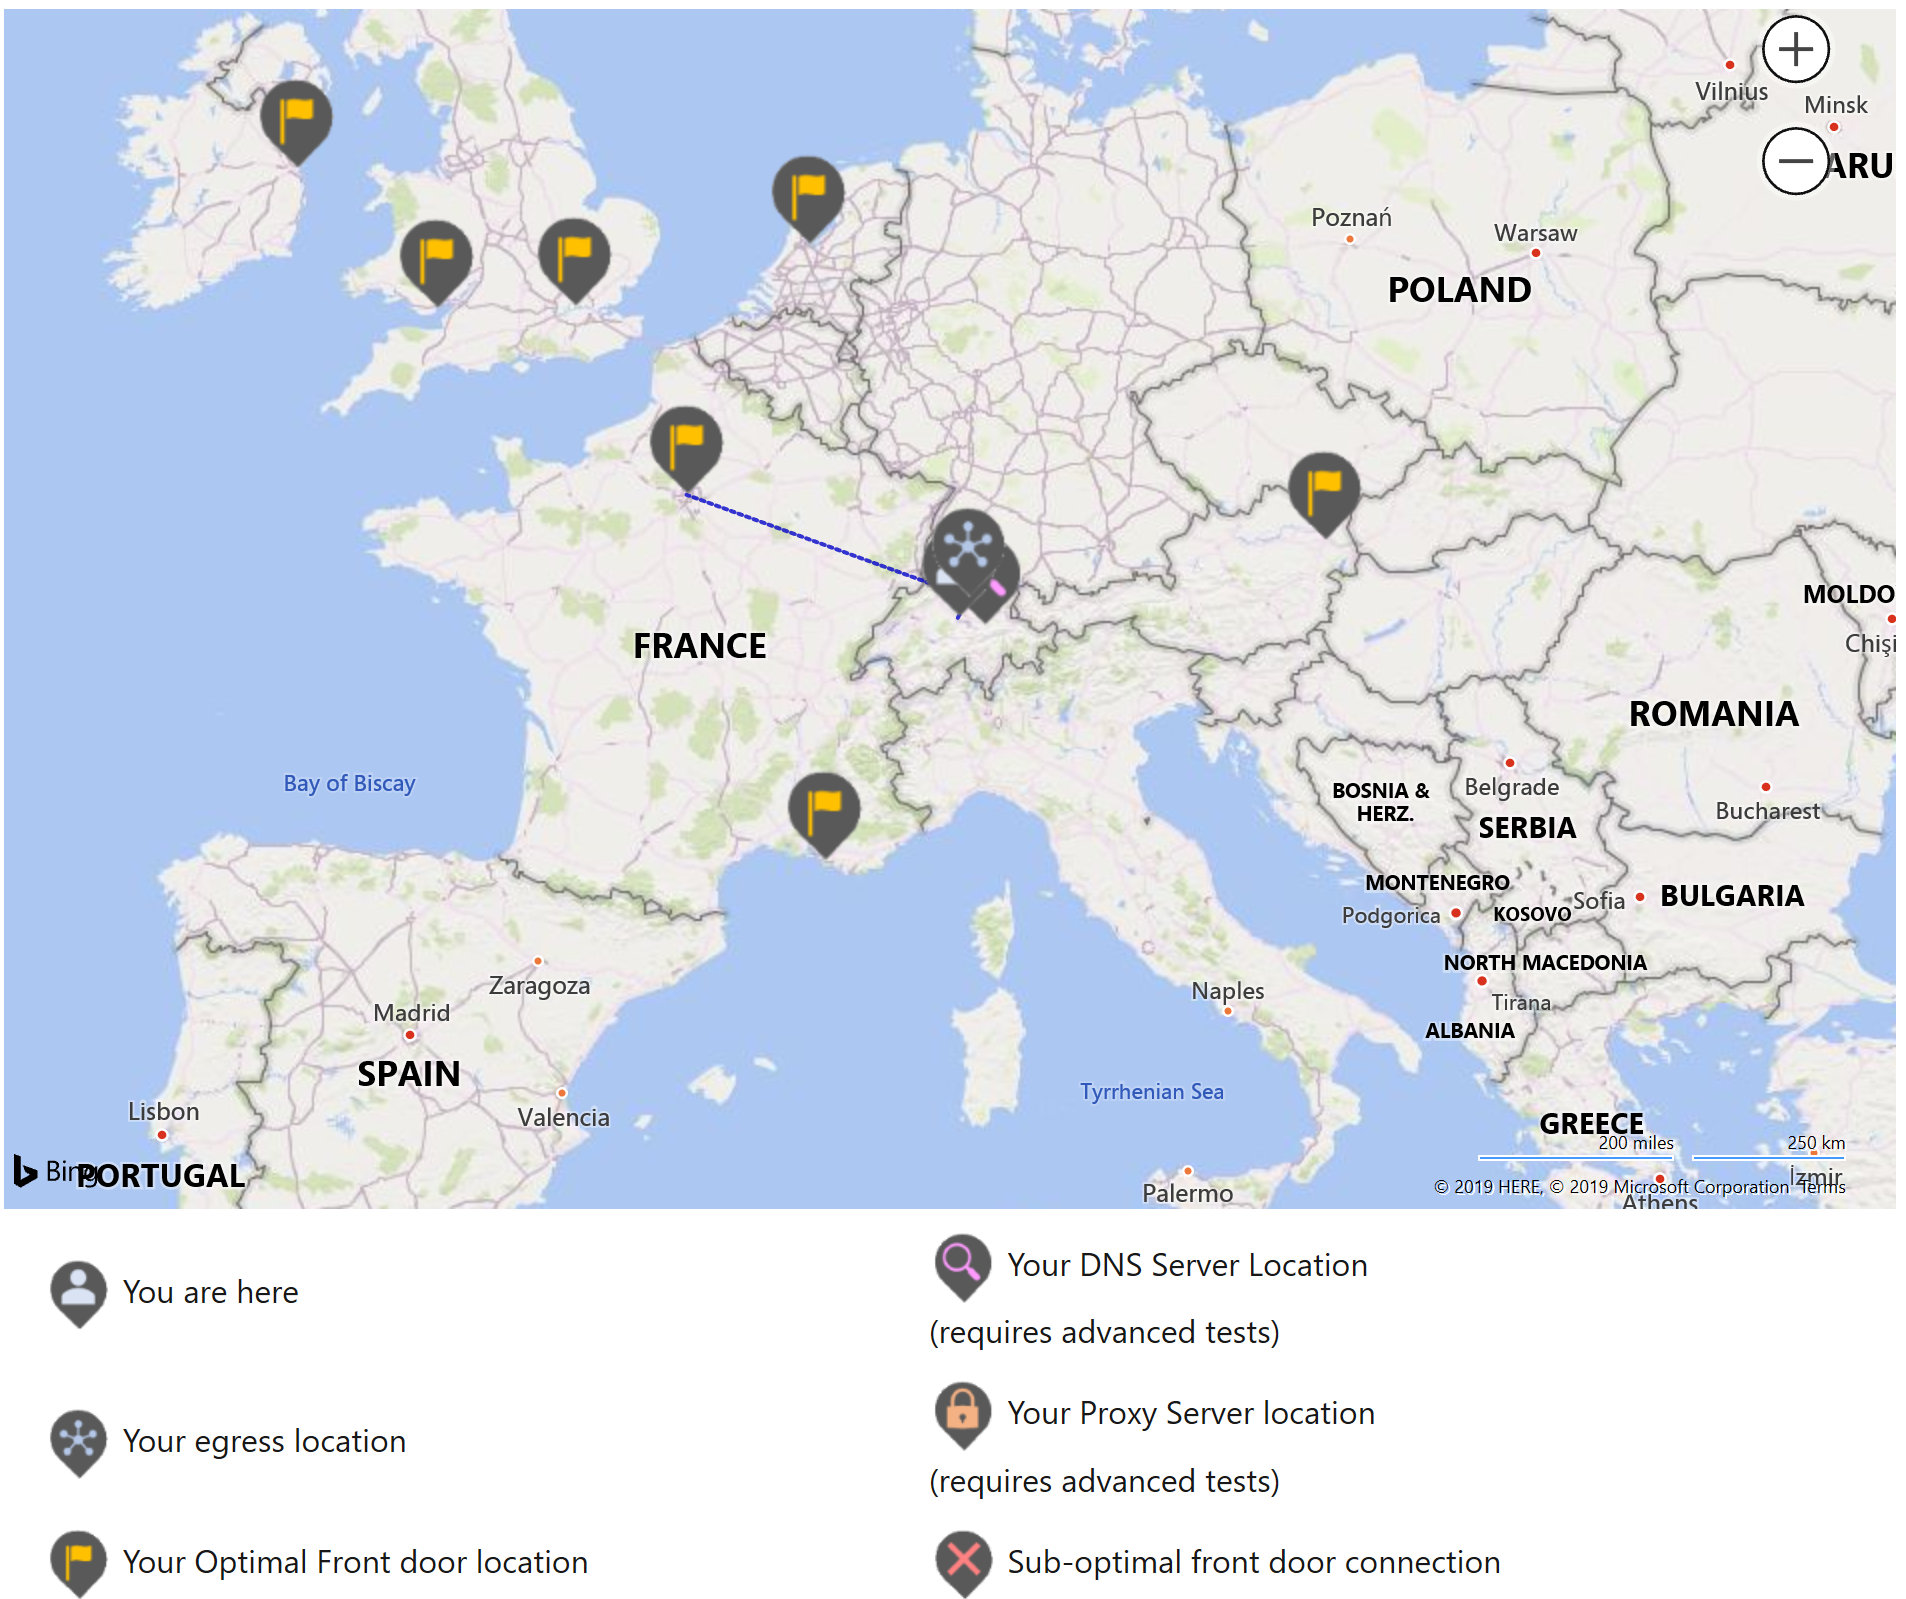 Vilnius
Minsk
ARU
Poznań
Warsaw
POLAND
MOLDO
Chişi
FRANCE
ROMANIA
Bay of Biscay
BOSNIA &
HERZ.
Belgrade
Bucharest
SERBIA
MONTENEGRO
Podgorica
KOSOVO
Sofia
BULGARIA
NORTH MACEDONIA
Zaragoza
Naples
Tirana
Madrid
ALBANIA
SPAIN
Tyrrhenian Sea
Lisbon
Valencia
GREECE
200 miles
250 km
Bing
PORTUGAL
İzmir
Palermo
© 2019 HERE, © 2019 Microsoft Corporation Terms
Athens
You are here
Your DNS Server Location
(requires advanced tests)
Your egress location
Your Proxy Server location
(requires advanced tests)
Your Optimal Front door location
Sub-optimal front door connection